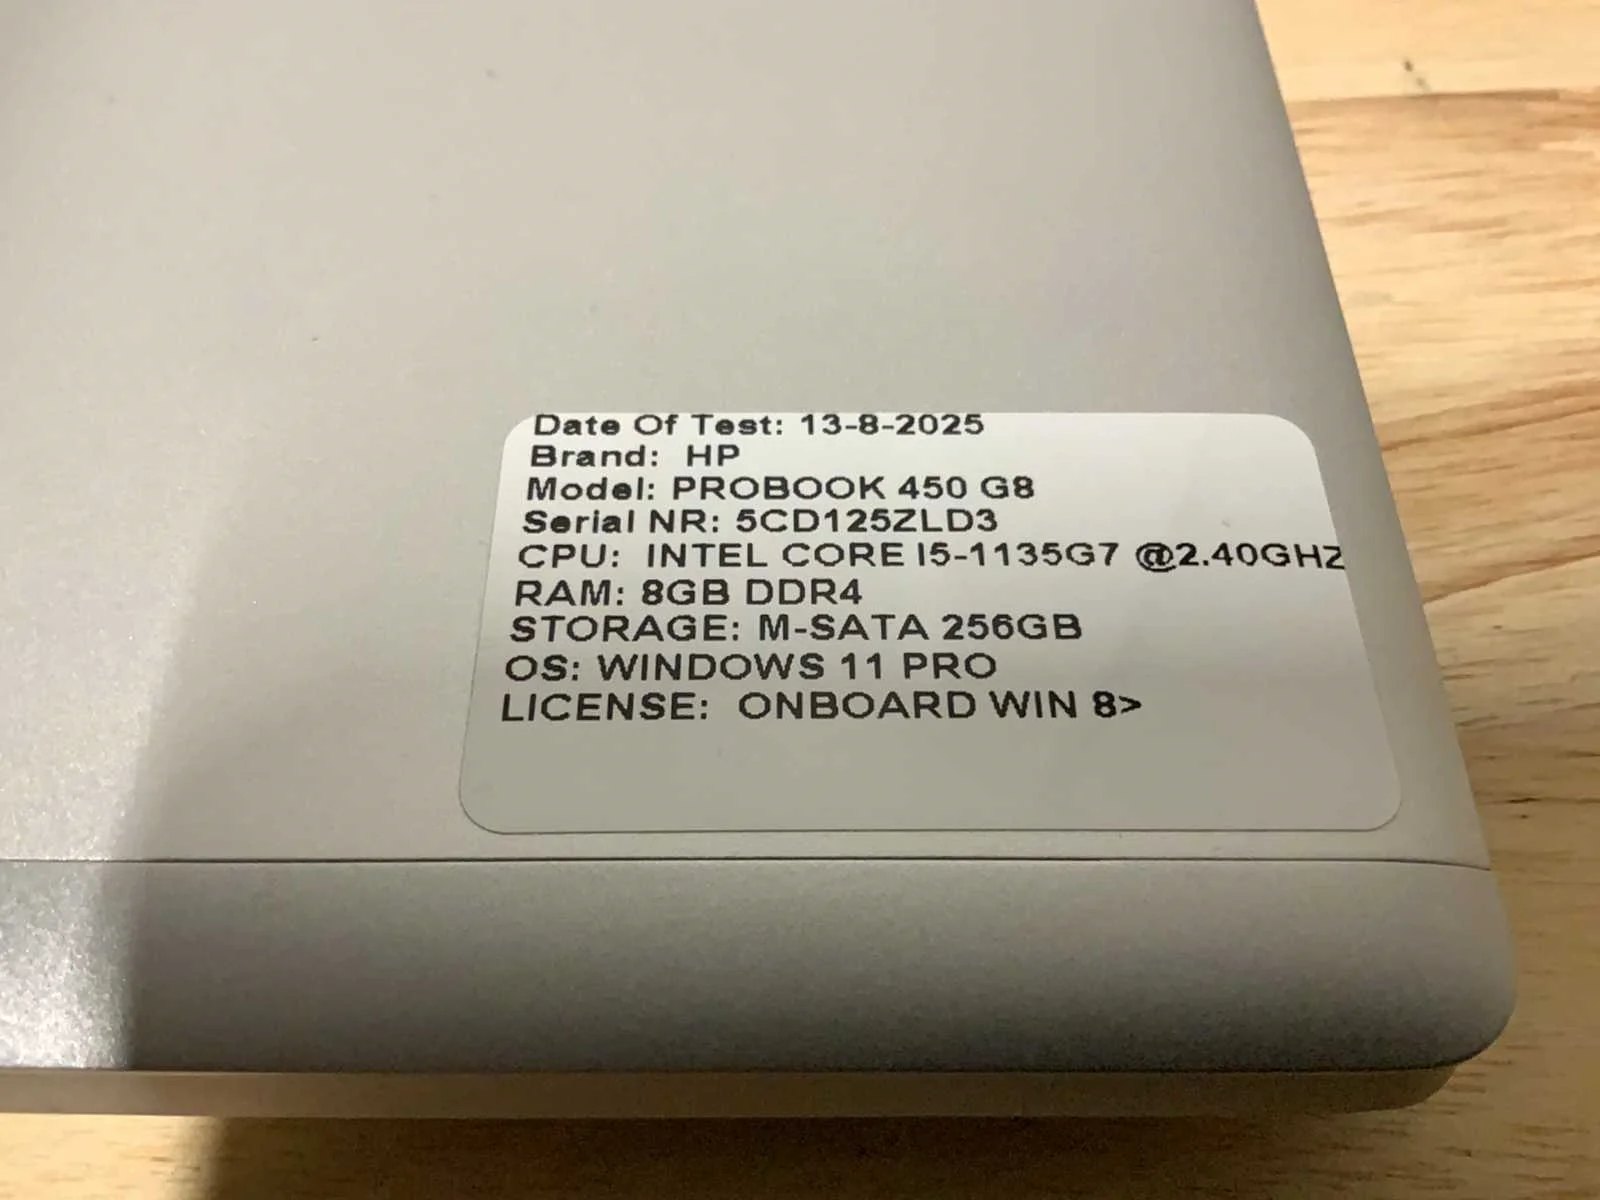 Date Of Test: 13-8-2025
Brand: HP
Model: PROBOOK 450 G8
Serial NR: 5CD125ZLD3
CPU: INTEL CORE I5-1135G7 @2.40GHZ
RAM: 8GB DDR4
STORAGE: M-SATA 256GB
OS: WINDOWS 11 PRO
LICENSE: ONBOARD WIN 8>